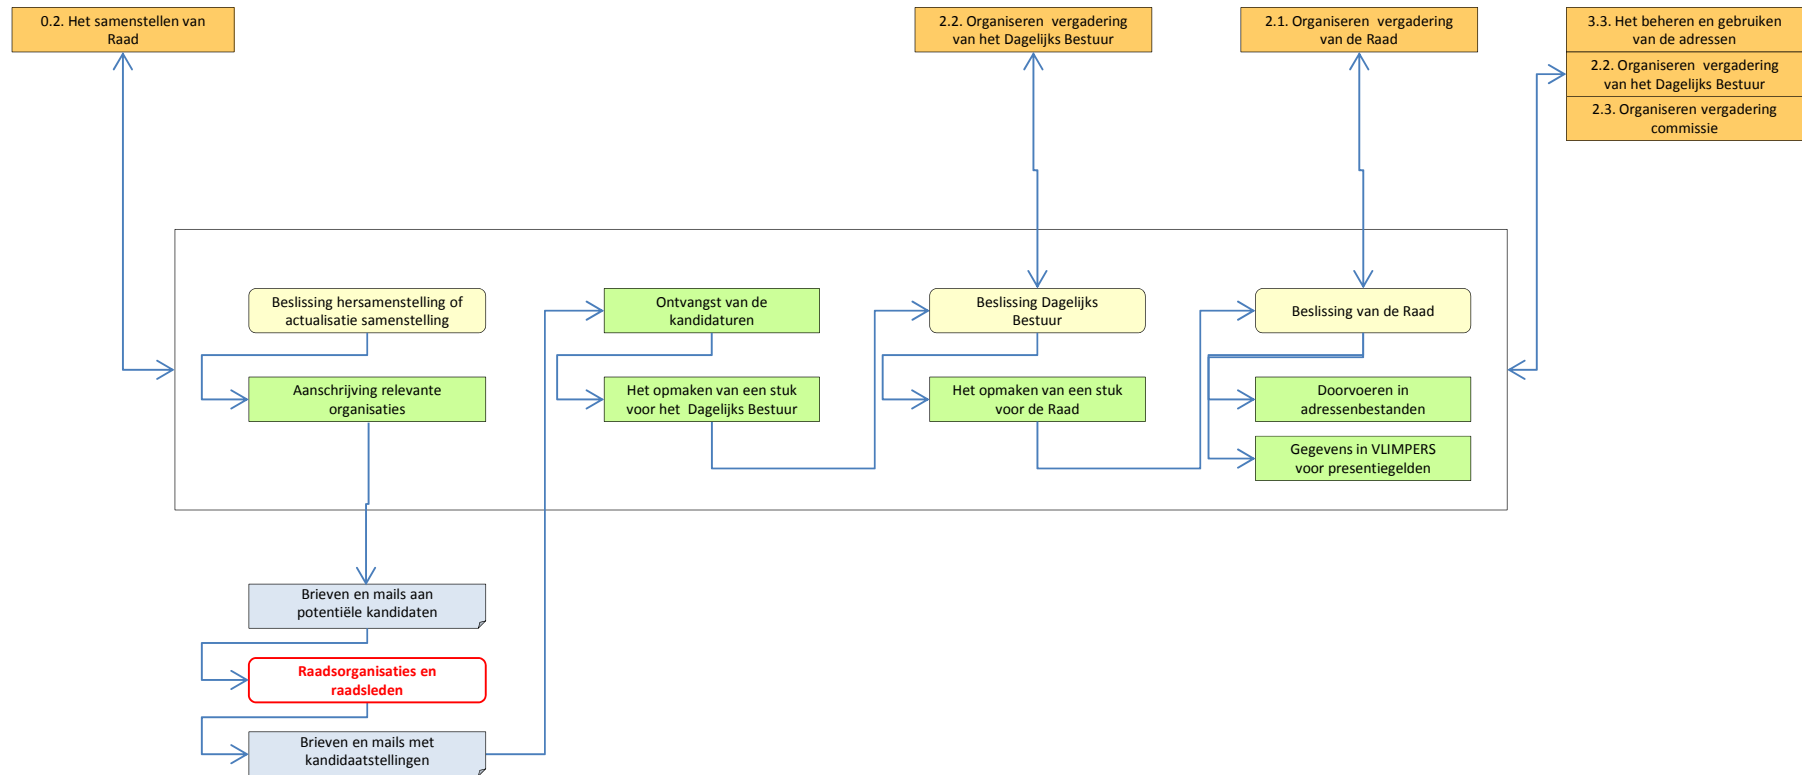 0.2. Het samenstellen van
Raad
2.2. Organiseren vergadering
van het Dagelijks Bestuur
2.1. Organiseren vergadering
van de Raad
3.3. Het beheren en gebruiken
van de adressen
2.2. Organiseren vergadering
van het Dagelijks Bestuur
2.3. Organiseren vergadering
commissie
Beslissing hersamenstelling of
actualisatie samenstelling
Ontvangst van de
kandidaturen
Beslissing Dagelijks
Bestuur
Beslissing van de Raad
Aanschrijving relevante
organisaties
Het opmaken van een stuk
voor het Dagelijks Bestuur
Het opmaken van een stuk
voor de Raad
Doorvoeren in
adressenbestanden
Gegevens in VLIMPERS
voor presentiegelden
Brieven en mails aan
potentiële kandidaten
Raadsorganisaties en
raadsleden
Brieven en mails met
kandidaatstellingen